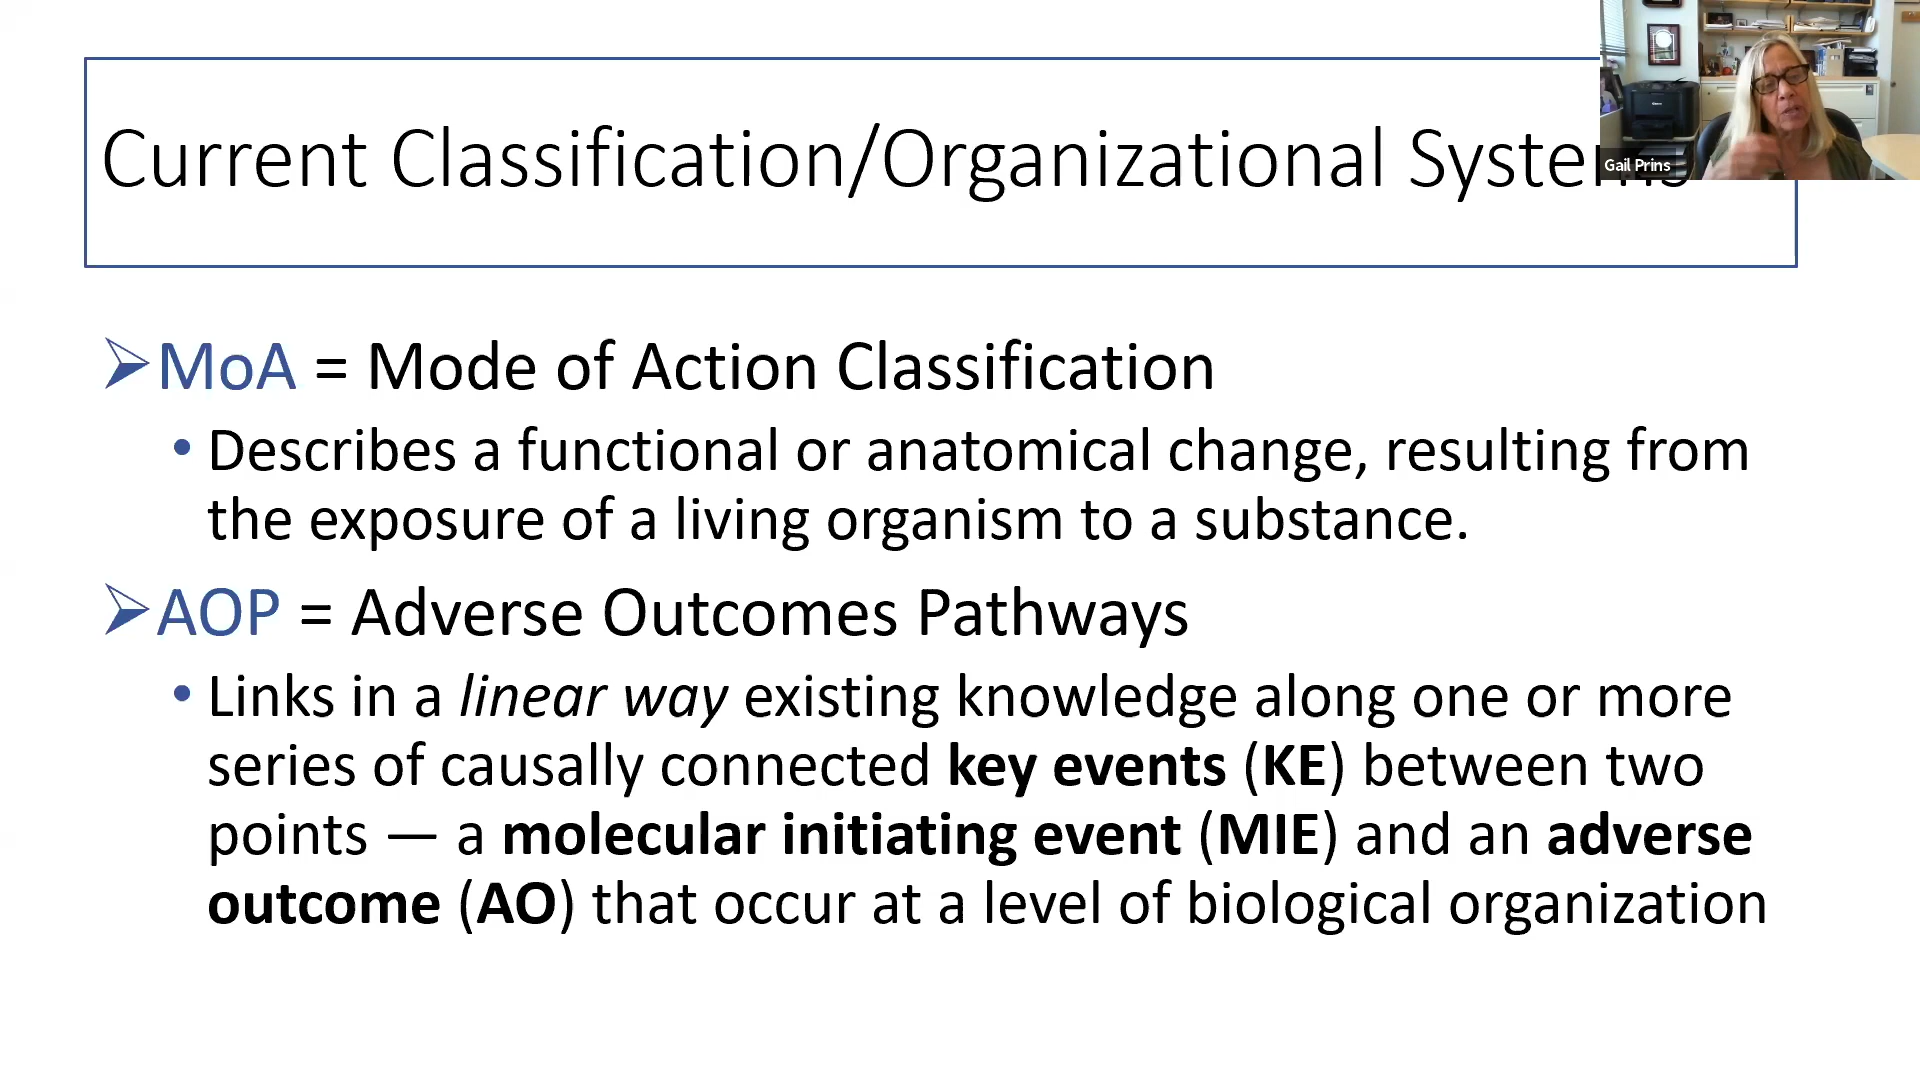 Current Classification/Organizational Systems
Gail Prins
MoA = Mode of Action Classification
• Describes a functional or anatomical change, resulting from
the exposure of a living organism to a substance.
AOP = Adverse Outcomes Pathways
• Links in a linear way existing knowledge along one or more
series of causally connected key events (KE) between two
points — a molecular initiating event (MIE) and an adverse
outcome (AO) that occur at a level of biological organization